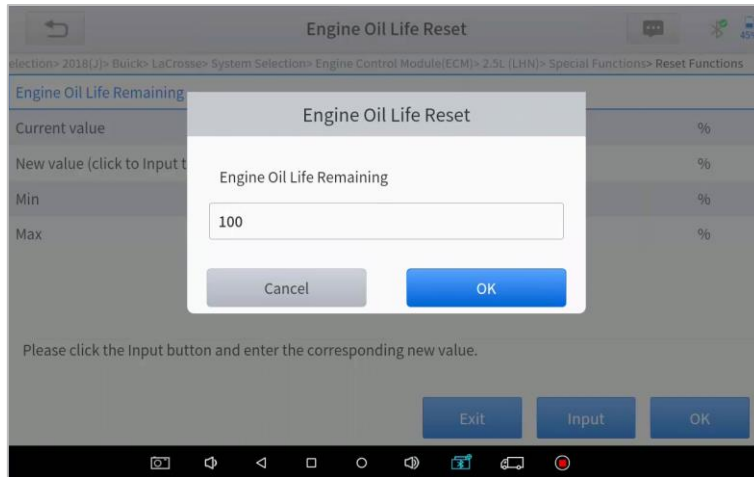 Engine Oil Life Reset
45%
election> 2018(J)> Buick> LaCrosse> System Selection> Engine Control Module(ECM)> 2.5L (LHN)> Special Functions> Reset Functions
Engine Oil Life Remaining
Engine Oil Life Reset
Current value %
New value (click to Input t %
Engine Oil Life Remaining
Min %
100
Max %
Cancel OK
Please click the Input button and enter the corresponding new value.
Exit Input OK